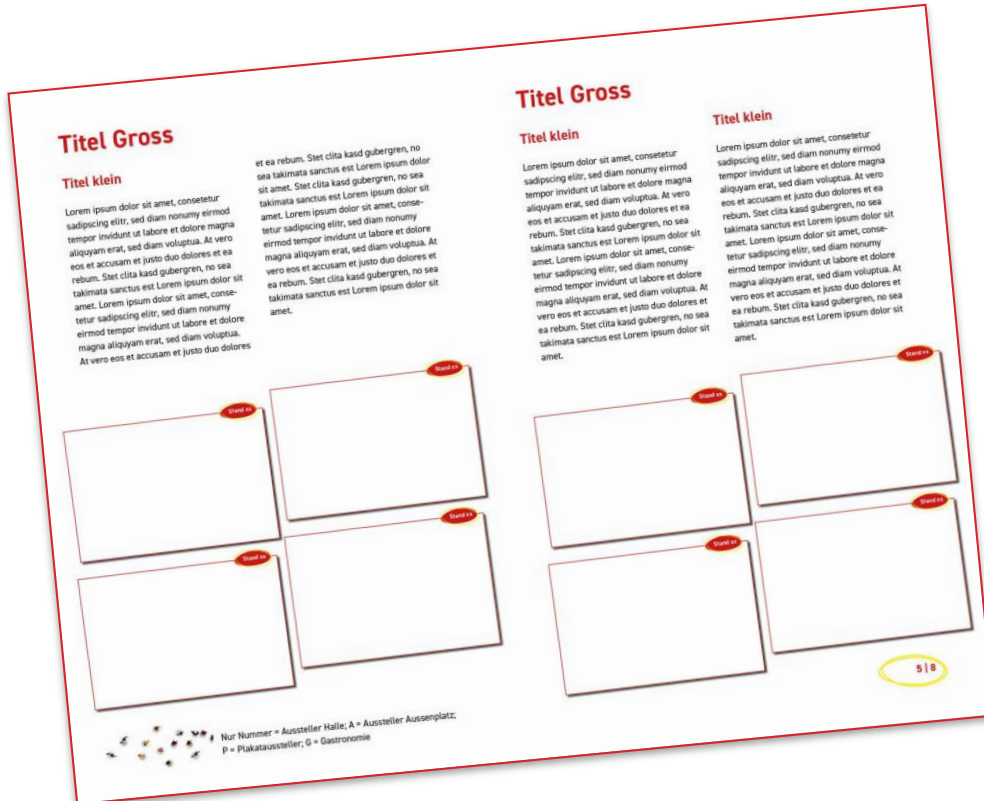 Titel Gross
Titel klein
Lorem ipsum dolor sit amet, consetetur
sadipscing elitr, sed diam nonumy eirmod
tempor invidunt ut labore et dolore magna
aliquyam erat, sed diam voluptua. At vero
eos et accusam et justo duo dolores et ea
rebum. Stet clita kasd gubergren, no sea
takimata sanctus est Lorem ipsum dolor sit
amet. Lorem ipsum dolor sit amet, conse-
tetur sadipscing elitr, sed diam nonumy
eirmod tempor invidunt ut labore et dolore
magna aliquyam erat, sed diam voluptua.
At vero eos et accusam et justo duo dolores
et ea rebum. Stet clita kasd gubergren, no
sea takimata sanctus est Lorem ipsum dolor
sit amet. Stet clita kasd gubergren, no sea
takimata sanctus est Lorem ipsum dolor sit
amet. Lorem ipsum dolor sit amet, conse-
tetur sadipscing elitr, sed diam nonumy
eirmod tempor invidunt ut labore et dolore
magna aliquyam erat, sed diam voluptua. At
vero eos et accusam et justo duo dolores et
ea rebum. Stet clita kasd gubergren, no sea
takimata sanctus est Lorem ipsum dolor sit
amet.
Stand xx
Stand xx
Stand xx
Stand xx
Nur Nummer = Aussteller Halle; A = Aussteller Aussenplatz;
P = Plakataussteller; G = Gastronomie
Titel Gross
Titel klein
Lorem ipsum dolor sit amet, consetetur
sadipscing elitr, sed diam nonumy eirmod
tempor invidunt ut labore et dolore magna
aliquyam erat, sed diam voluptua. At vero
eos et accusam et justo duo dolores et ea
rebum. Stet clita kasd gubergren, no sea
takimata sanctus est Lorem ipsum dolor sit
amet. Lorem ipsum dolor sit amet, conse-
tetur sadipscing elitr, sed diam nonumy
eirmod tempor invidunt ut labore et dolore
magna aliquyam erat, sed diam voluptua. At
vero eos et accusam et justo duo dolores et
ea rebum. Stet clita kasd gubergren, no sea
takimata sanctus est Lorem ipsum dolor sit
amet.
Titel klein
Lorem ipsum dolor sit amet, consetetur
sadipscing elitr, sed diam nonumy eirmod
tempor invidunt ut labore et dolore magna
aliquyam erat, sed diam voluptua. At vero
eos et accusam et justo duo dolores et ea
rebum. Stet clita kasd gubergren, no sea
takimata sanctus est Lorem ipsum dolor sit
amet. Lorem ipsum dolor sit amet, conse-
tetur sadipscing elitr, sed diam nonumy
eirmod tempor invidunt ut labore et dolore
magna aliquyam erat, sed diam voluptua. At
vero eos et accusam et justo duo dolores et
ea rebum. Stet clita kasd gubergren, no sea
takimata sanctus est Lorem ipsum dolor sit
amet.
Stand xx
Stand xx
Stand xx
Stand xx
5 | 8